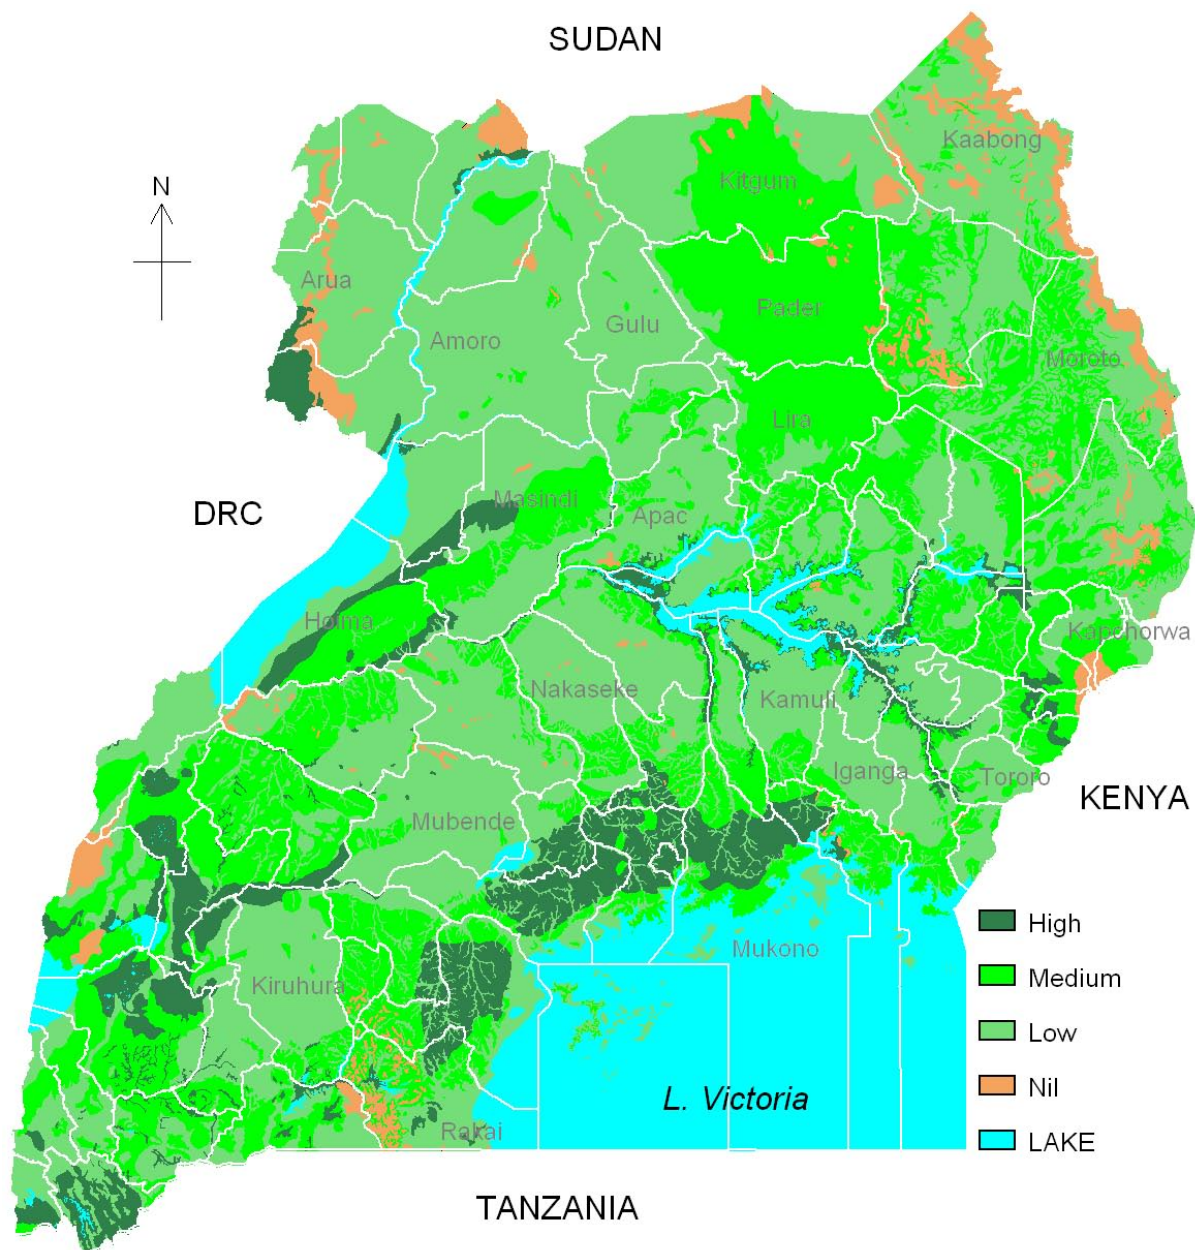 SUDAN
Kaabong
N
Kitgum
Arua
Pader
Gulu
Amoro
Moroto
Lira
Masindi
DRC
Apac
Hoima
Kapchorwa
Nakaseke
Kamuli
Iganga
Tororo
KENYA
Mubende
High
Mukono
Medium
Kiruhura
Low
Nil
L. Victoria
Rakai
LAKE
TANZANIA